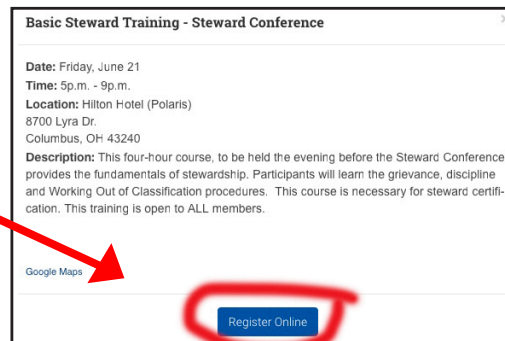 Basic Steward Training - Steward Conference
Date: Friday, June 21
Time: 5p.m. - 9p.m.
Location: Hilton Hotel (Polaris)
8700 Lyra Dr.
Columbus, OH 43240
Description: This four-hour course, to be held the evening before the Steward Conference
provides the fundamentals of stewardship. Participants will learn the grievance, discipline
and Working Out of Classification procedures. This course is necessary for steward certifi-
cation. This training is open to ALL members.
Google Maps
Register Online